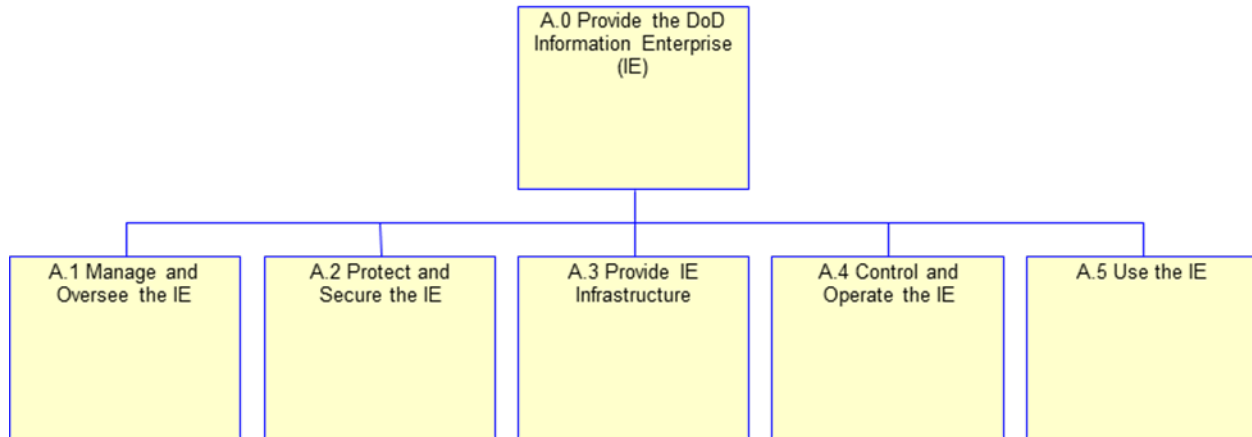 A.0 Provide the DoD
Information Enterprise
(IE)
A.1 Manage and
Oversee the IE
A.2 Protect and
Secure the IE
A.3 Provide IE
Infrastructure
A.4 Control and
Operate the IE
A.5 Use the IE